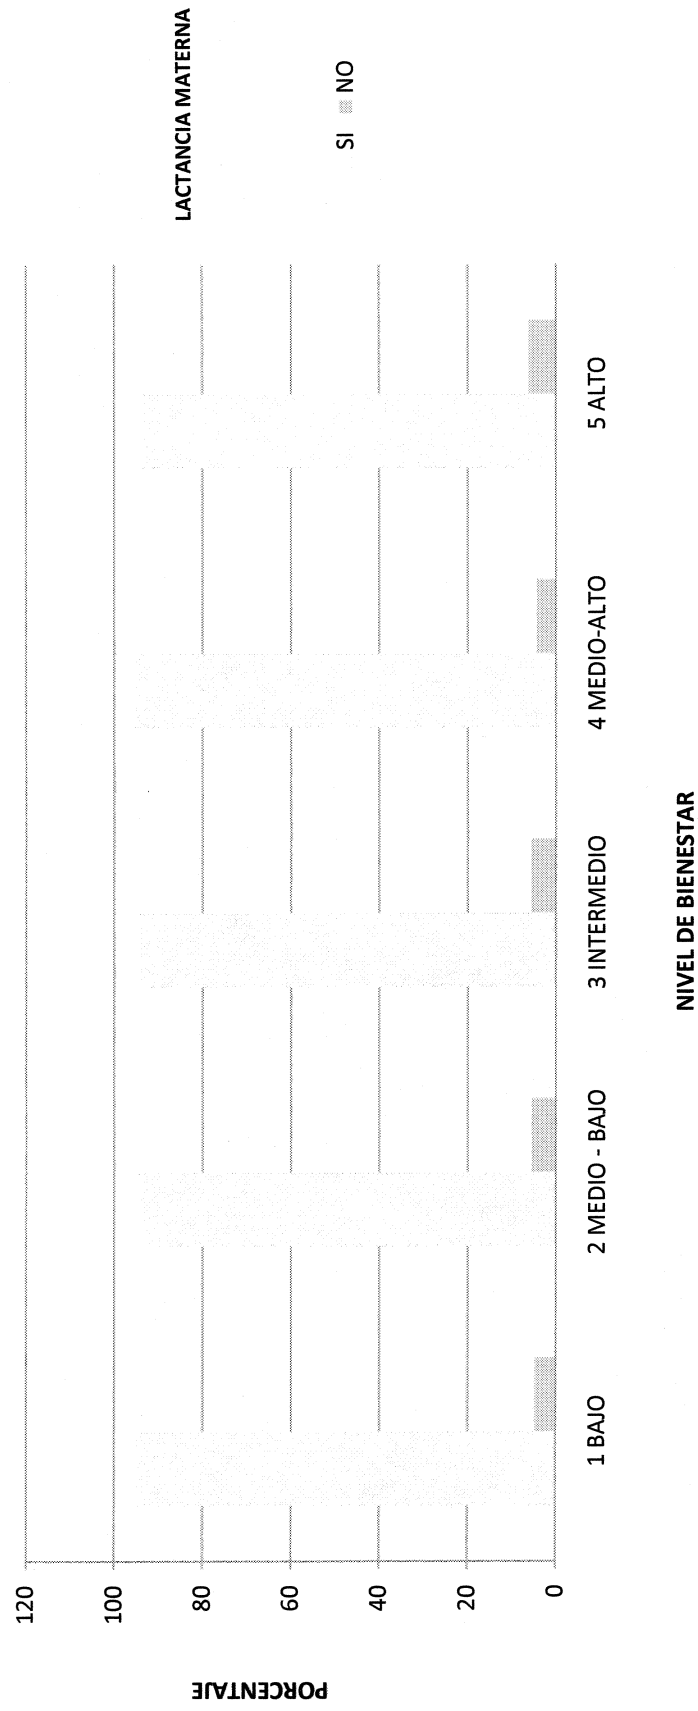 LACTANCIA MATERNA
SI NO
PORCENTAJE
120
100
80
60
40
20
0
1 BAJO
2 MEDIO - BAJO
3 INTERMEDIO
4 MEDIO-ALTO
5 ALTO
NIVEL DE BIENESTAR